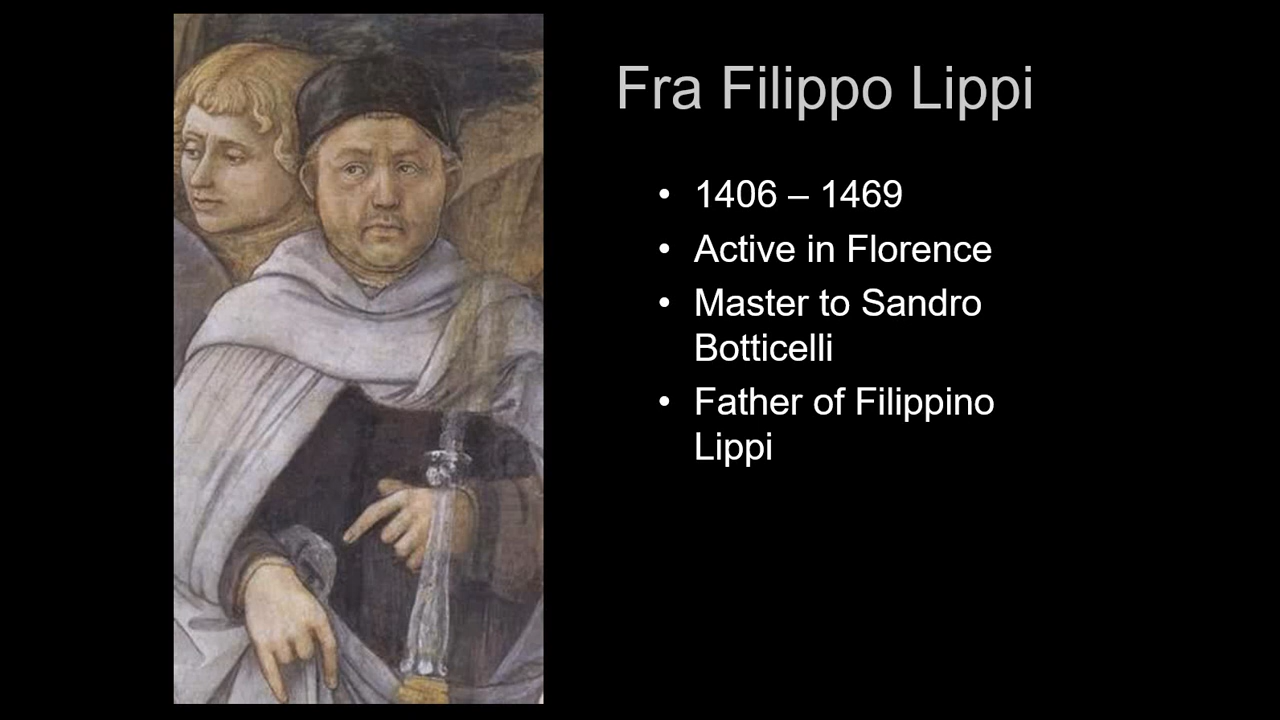 Fra Filippo Lippi
• 1406 – 1469
• Active in Florence
• Master to Sandro
Botticelli
• Father of Filippino
Lippi